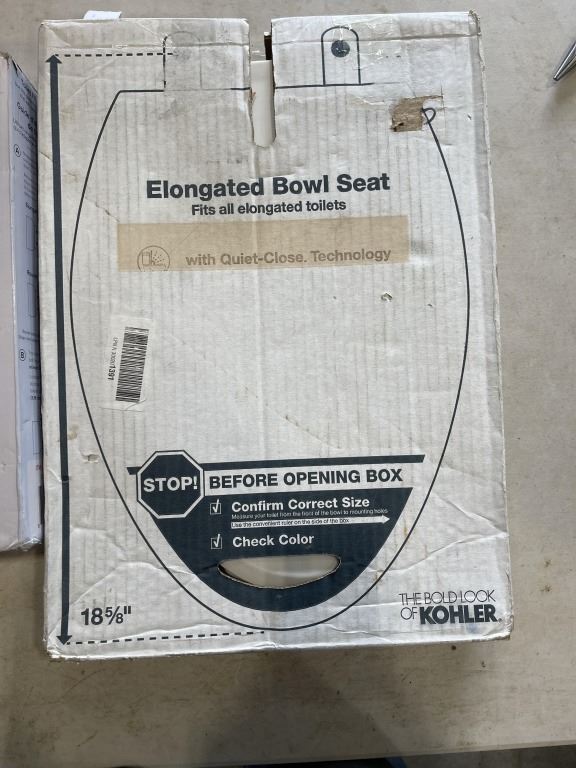 Elongated Bowl Seat
Fits all elongated toilets
with Quiet-Close. Technology
STOP!
BEFORE OPENING BOX
Confirm Correct Size
Measure your toilet from the front of the bowl to mounting holes
Use the convenient ruler on the side of the box
Check Color
18⅝"
THE BOLD LOOK
OF KOHLER®